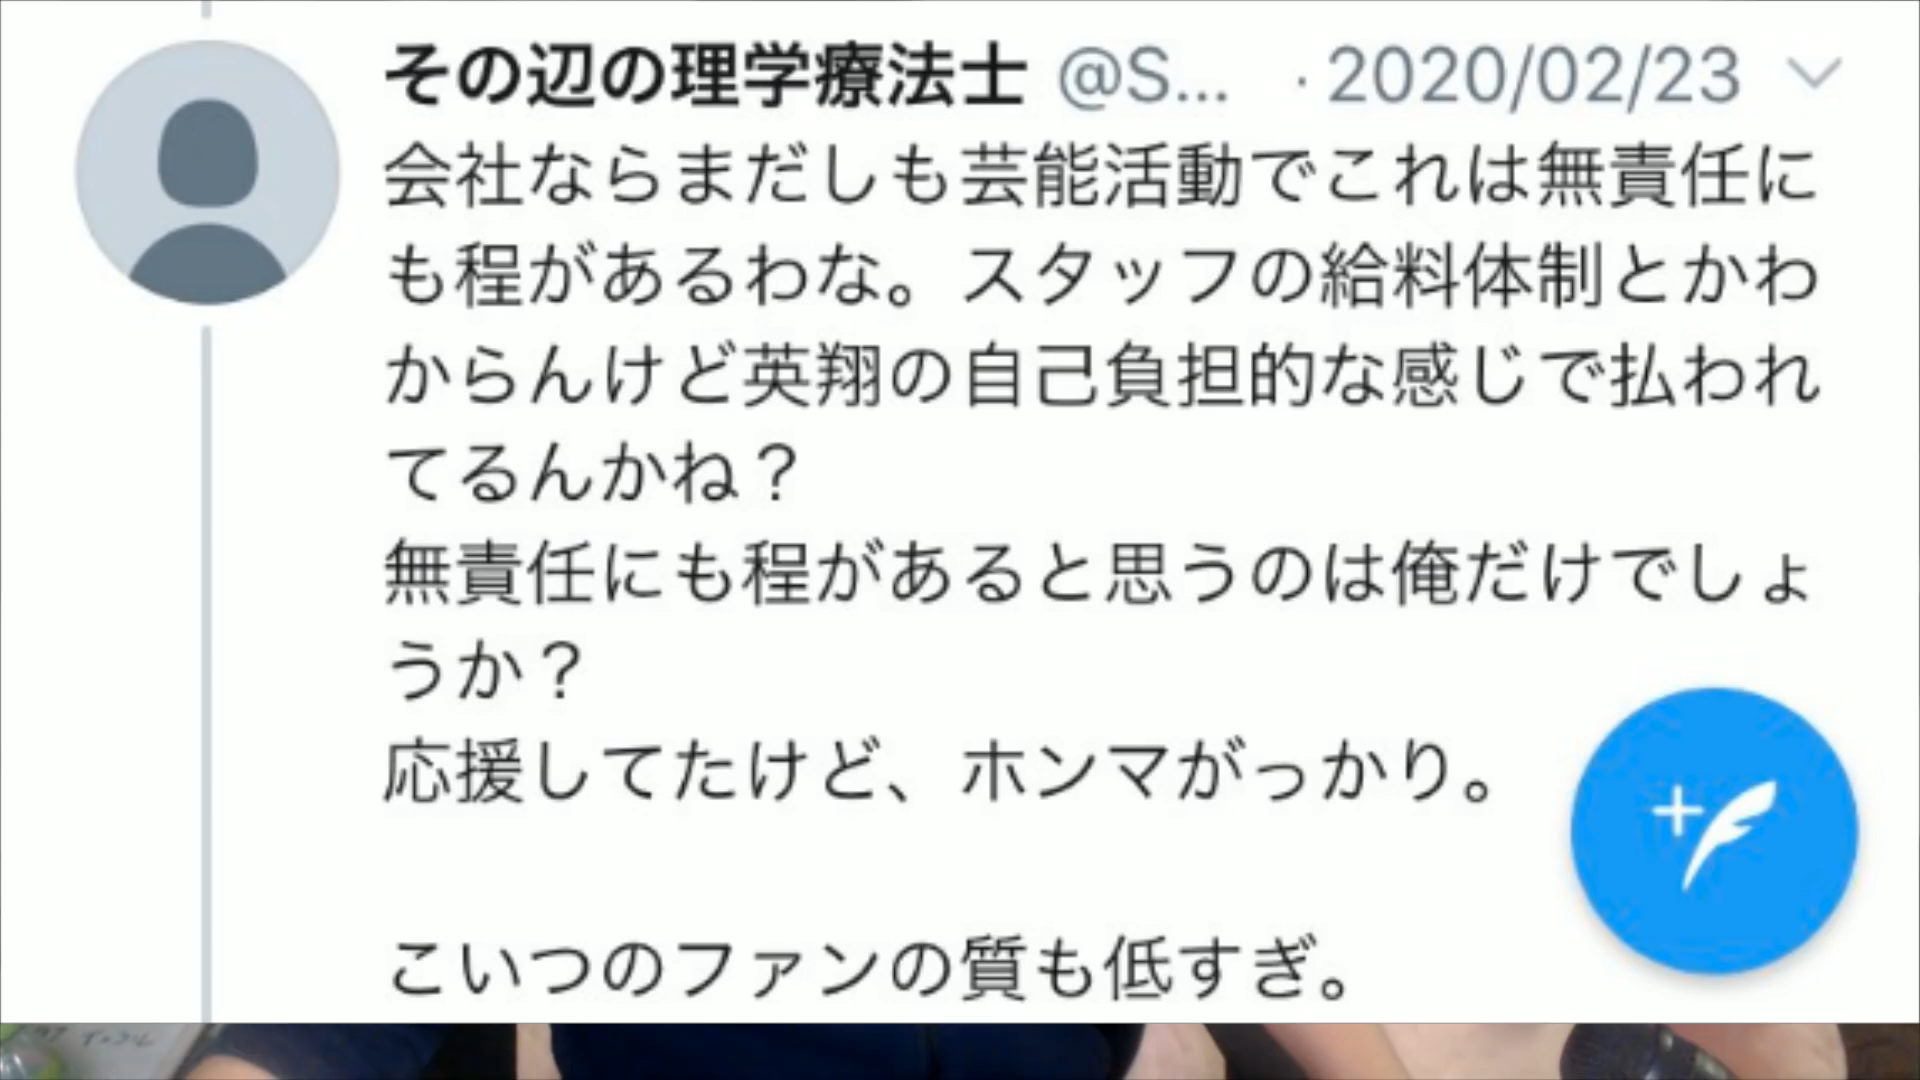 その辺の理学療法士 @S... ・2020/02/23
会社ならまだしも芸能活動でこれは無責任に
も程があるわな。スタッフの給料体制とかわ
からんけど英翔の自己負担的な感じで払われ
てるんかね？
無責任にも程があると思うのは俺だけでしょ
うか？
応援してたけど、ホンマがっかり。
こいつのファンの質も低すぎ。